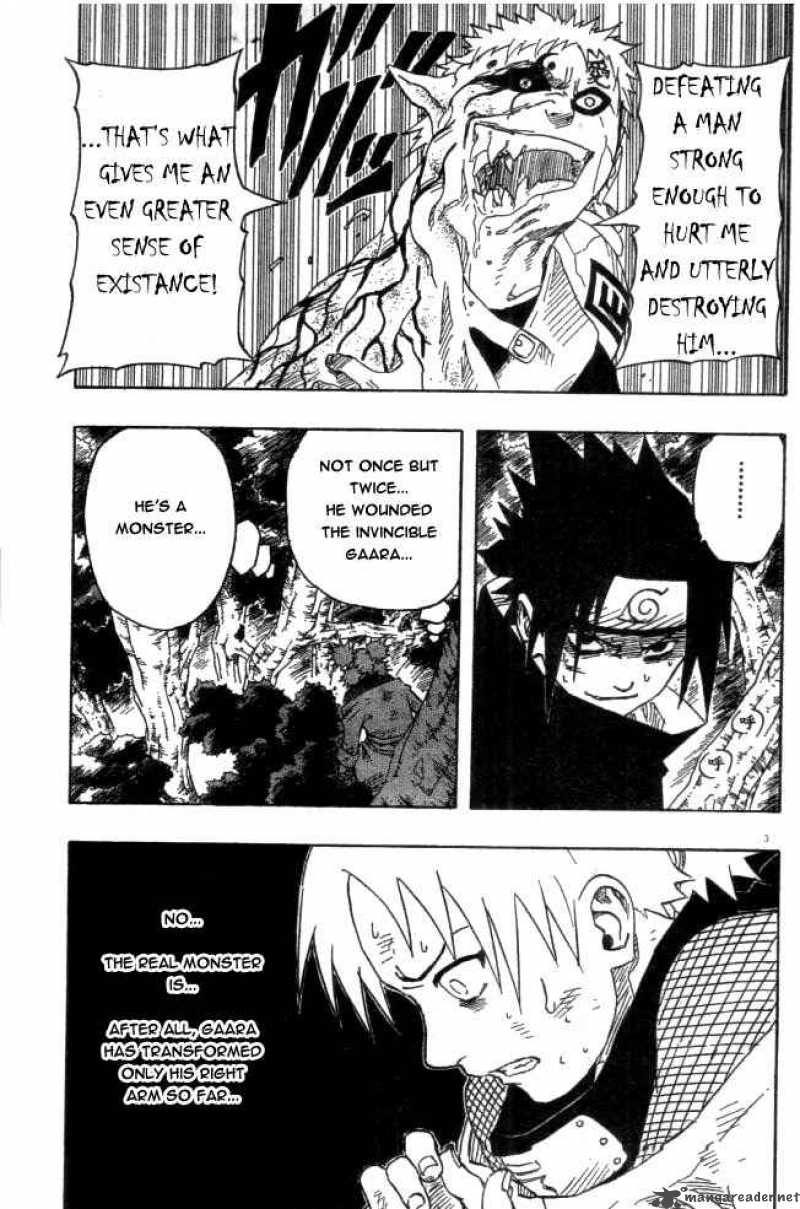 DEFEATING
A MAN
STRONG
ENOUGH TO
HURT ME
AND UTTERLY
DESTROYING
HIM...
...THAT'S WHAT
GIVES ME AN
EVEN GREATER
SENSE OF
EXISTANCE!
.........
NOT ONCE BUT
TWICE...
HE WOUNDED
THE INVINCIBLE
GAARA...
HE'S A
MONSTER...
3
NO...
THE REAL MONSTER
IS...
AFTER ALL, GAARA
HAS TRANSFORMED
ONLY HIS RIGHT
ARM SO FAR...
mangareader.net